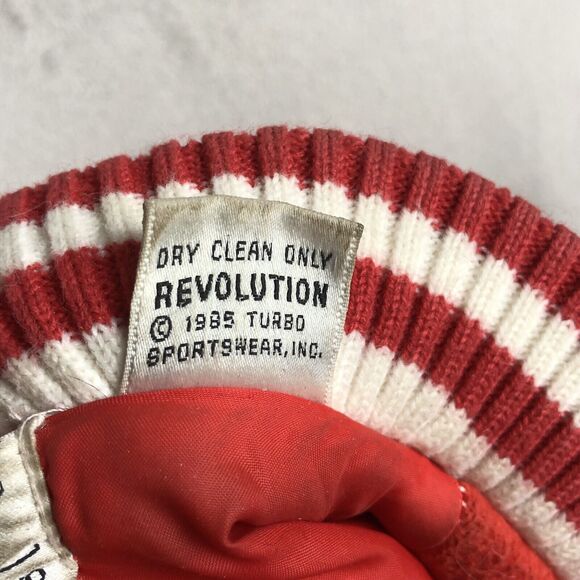 DRY CLEAN ONLY
REVOLUTION
© 1985 TURBO
SPORTSWEAR, INC.